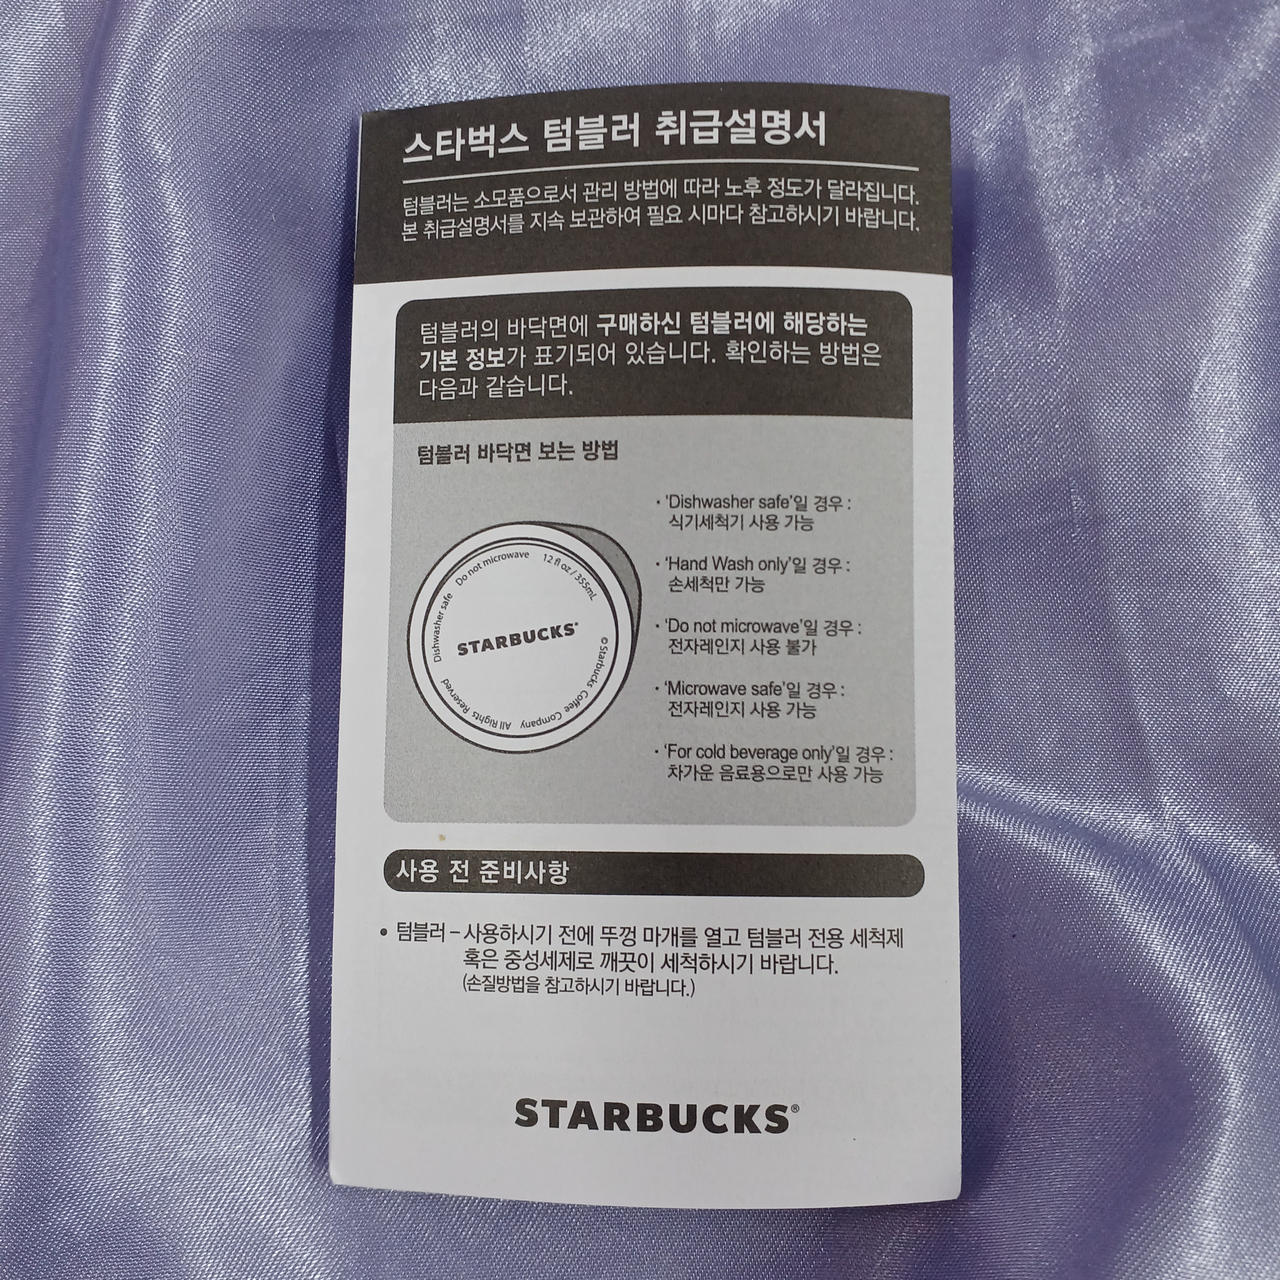 스타벅스 텀블러 취급설명서
텀블러는 소모품으로서 관리 방법에 따라 노후 정도가 달라집니다.
본 취급설명서를 지속 보관하여 필요 시마다 참고하시기 바랍니다.
텀블러의 바닥면에 구매하신 텀블러에 해당하는
기본 정보가 표기되어 있습니다. 확인하는 방법은
다음과 같습니다.
텀블러 바닥면 보는 방법
Dishwasher safe
Do not microwave
12 fl oz / 355mL
© Starbucks Coffee Company
All Rights Reserved
STARBUCKS®
• 'Dishwasher safe'일 경우 :
식기세척기 사용 가능
• 'Hand Wash only'일 경우 :
손세척만 가능
• 'Do not microwave'일 경우 :
전자레인지 사용 불가
• 'Microwave safe'일 경우 :
전자레인지 사용 가능
• 'For cold beverage only'일 경우 :
차가운 음료용으로만 사용 가능
사용 전 준비사항
• 텀블러 – 사용하시기 전에 뚜껑 마개를 열고 텀블러 전용 세척제
혹은 중성세제로 깨끗이 세척하시기 바랍니다.
(손질방법을 참고하시기 바랍니다.)
STARBUCKS®